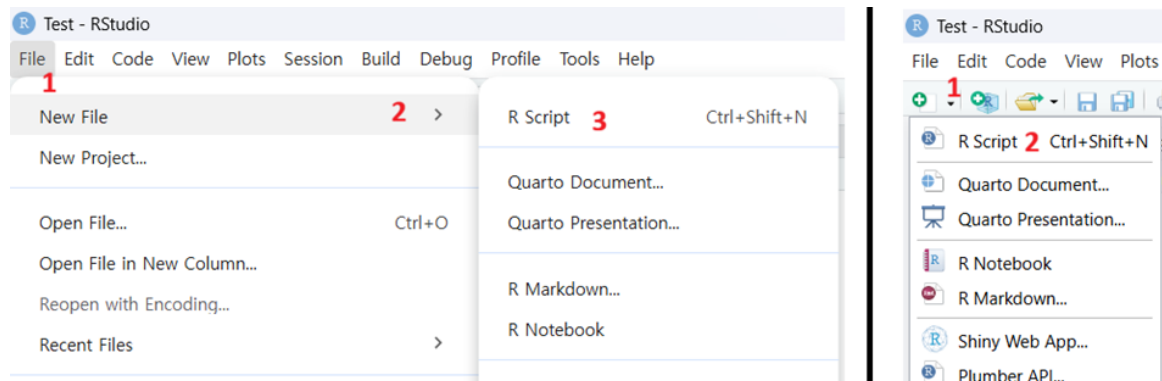 R Test - RStudio
File Edit Code View Plots Session Build Debug Profile Tools Help
1
New File 2 >
New Project...
Open File... Ctrl+O
Open File in New Column...
Reopen with Encoding...
Recent Files >
R Script 3 Ctrl+Shift+N
Quarto Document...
Quarto Presentation...
R Markdown...
R Notebook
R Test - RStudio
File Edit Code View Plots
1
R Script 2 Ctrl+Shift+N
Quarto Document...
Quarto Presentation...
R Notebook
R Markdown...
Shiny Web App...
Plumber API...